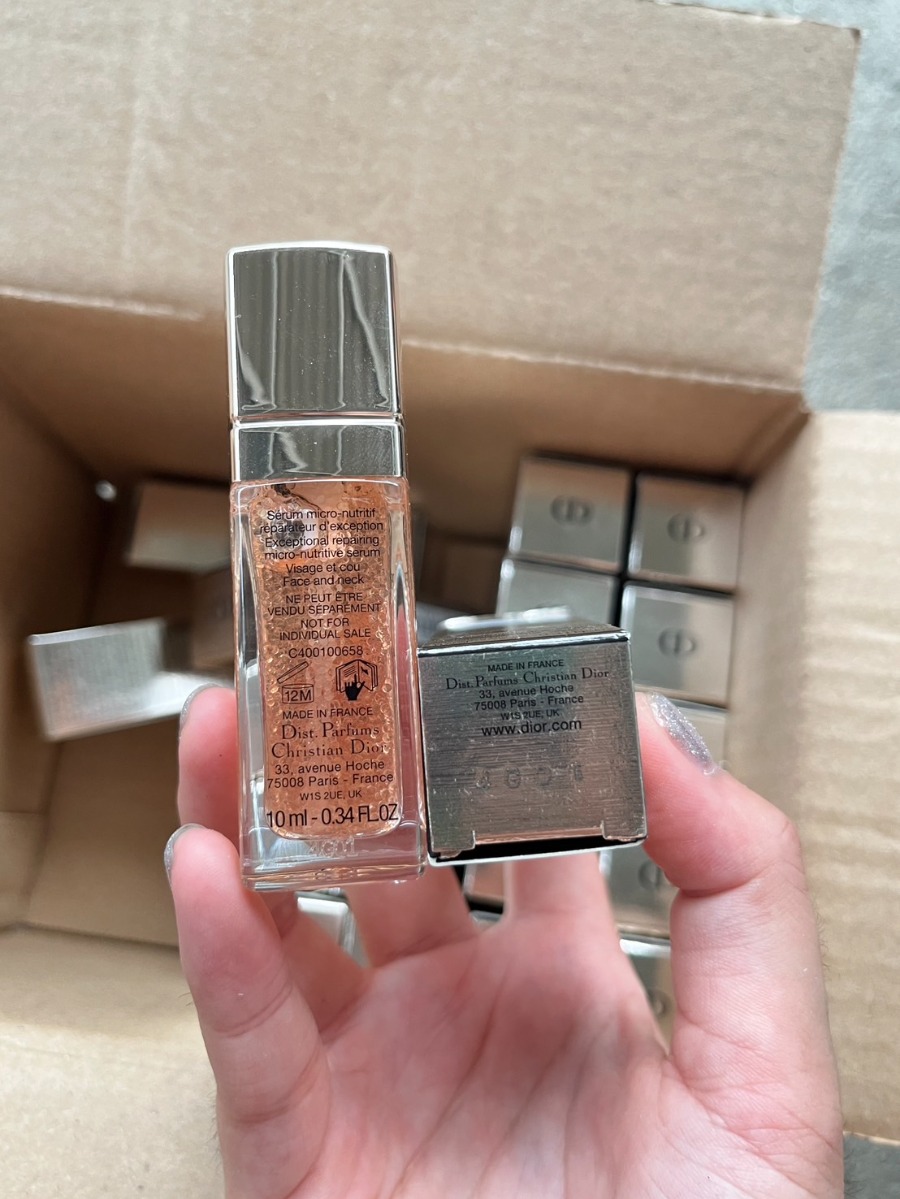 Sérum micro-nutritif
réparateur d'exception
Exceptional repairing
micro-nutritive serum
Visage et cou
Face and neck
NE PEUT ÊTRE
VENDU SÉPARÉMENT
NOT FOR
INDIVIDUAL SALE
C400100658
12M
MADE IN FRANCE
Dist. Parfums
Christian Dior
33, avenue Hoche
75008 Paris - France
W1S 2UE, UK
10 ml - 0.34 FL.OZ
MADE IN FRANCE
Dist. Parfums Christian Dior
33, avenue Hoche
75008 Paris - France
W1S 2UE, UK
www.dior.com